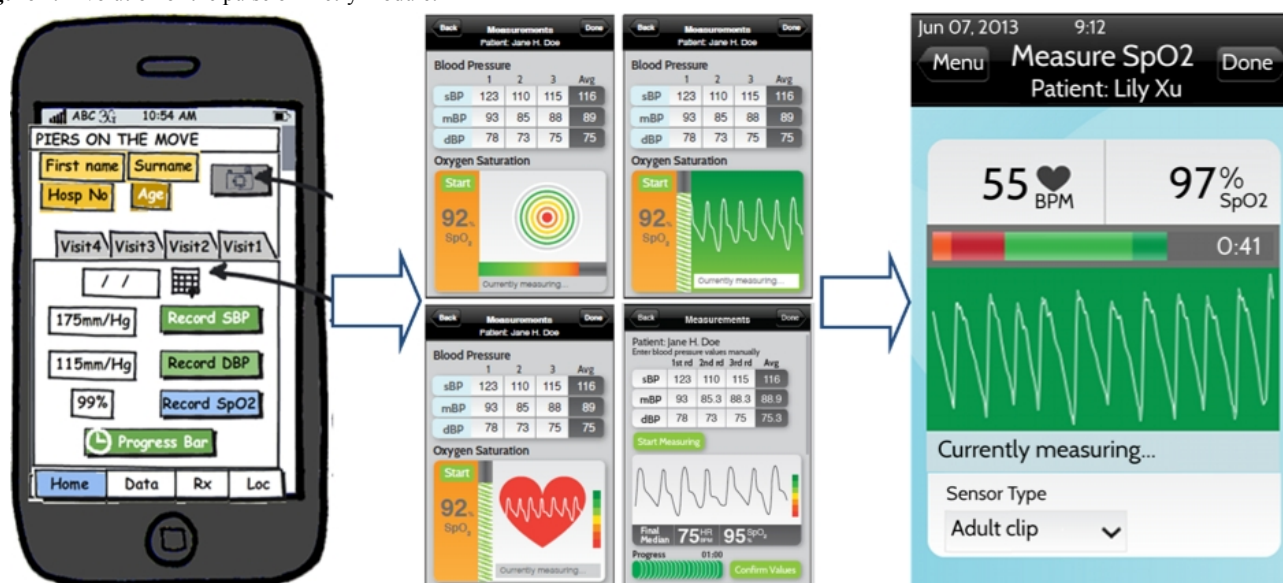 ABC 3G 10:54 AM
PIERS ON THE MOVE
First name Surname
Hosp No Age
Visit4 Visit3 Visit2 Visit1
/ /
175mm/Hg Record SBP
115mm/Hg Record DBP
99% Record SpO2
Progress Bar
Home Data Rx Loc
Back Measurements Done
Patient: Jane H. Doe
Blood Pressure
1 2 3 Avg
sBP 123 110 115 116
mBP 93 85 88 89
dBP 78 73 75 75
Oxygen Saturation
Start
92%
SpO2
Currently measuring...
Back Measurements Done
Patient: Jane H. Doe
Blood Pressure
1 2 3 Avg
sBP 123 110 115 116
mBP 93 85 88 89
dBP 78 73 75 75
Oxygen Saturation
Start
92%
SpO2
Currently measuring...
Back Measurements Done
Patient: Jane H. Doe
Blood Pressure
1 2 3 Avg
sBP 123 110 115 116
mBP 93 85 88 89
dBP 78 73 75 75
Oxygen Saturation
Start
92%
SpO2
Currently measuring...
Back Measurements Done
Patient: Jane H. Doe
Enter blood pressure values manually
1st rd 2nd rd 3rd rd Avg
sBP 123 110 115 116
mBP 93 85.3 88.3 88.9
dBP 78 73 75 75.3
Start Measuring
Final Median 75 HR BPM 95 SpO2 %
Progress 01:00
Confirm Values
Jun 07, 2013 9:12
Menu Measure SpO2 Done
Patient: Lily Xu
55 BPM 97% SpO2
0:41
Currently measuring...
Sensor Type
Adult clip